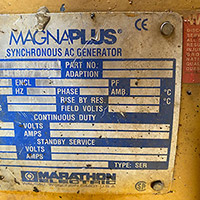 MAGNAPLUS®
SYNCHRONOUS AC GENERATOR
PART NO.
ADAPTION
ENCL PF
HZ PHASE AMB °C
RISE BY RES. °C
FIELD VOLTS
CONTINUOUS DUTY
VOLTS
AMPS
STANDBY SERVICE
VOLTS
AMPS
TYPE: SER
MARATHON